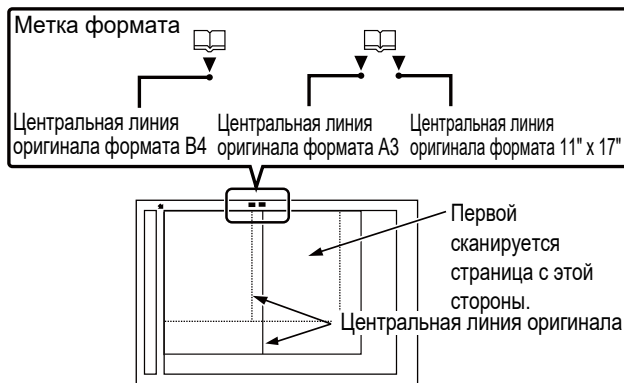 Метка формата
Центральная линия
оригинала формата B4
Центральная линия
оригинала формата A3
Центральная линия
оригинала формата 11" x 17"
Первой
сканируется
страница с этой
стороны.
Центральная линия оригинала